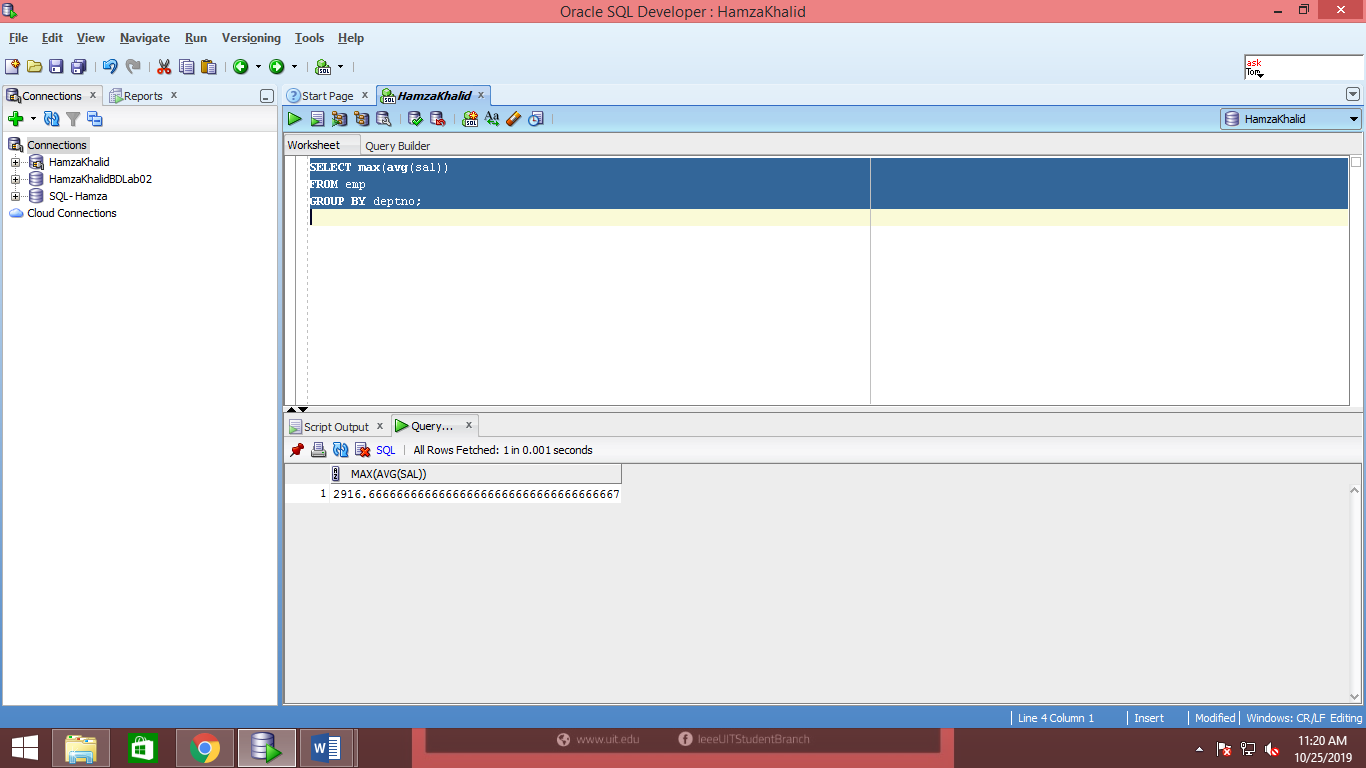 Oracle SQL Developer : HamzaKhalid
File Edit View Navigate Run Versioning Tools Help
ask
Tom
Connections x Reports x
Start Page x HamzaKhalid x
HamzaKhalid
Connections
HamzaKhalid
HamzaKhalidBDLab02
SQL- Hamza
Cloud Connections
Worksheet Query Builder
SELECT max(avg(sal))
FROM emp
GROUP BY deptno;
Script Output x Query... x
SQL | All Rows Fetched: 1 in 0.001 seconds
MAX(AVG(SAL))
1 2916.666666666666666666666666666666666667
Line 4 Column 1 Insert Modified Windows: CR/LF Editing
www.uit.edu IeeeUITStudentBranch
11:20 AM
10/25/2019